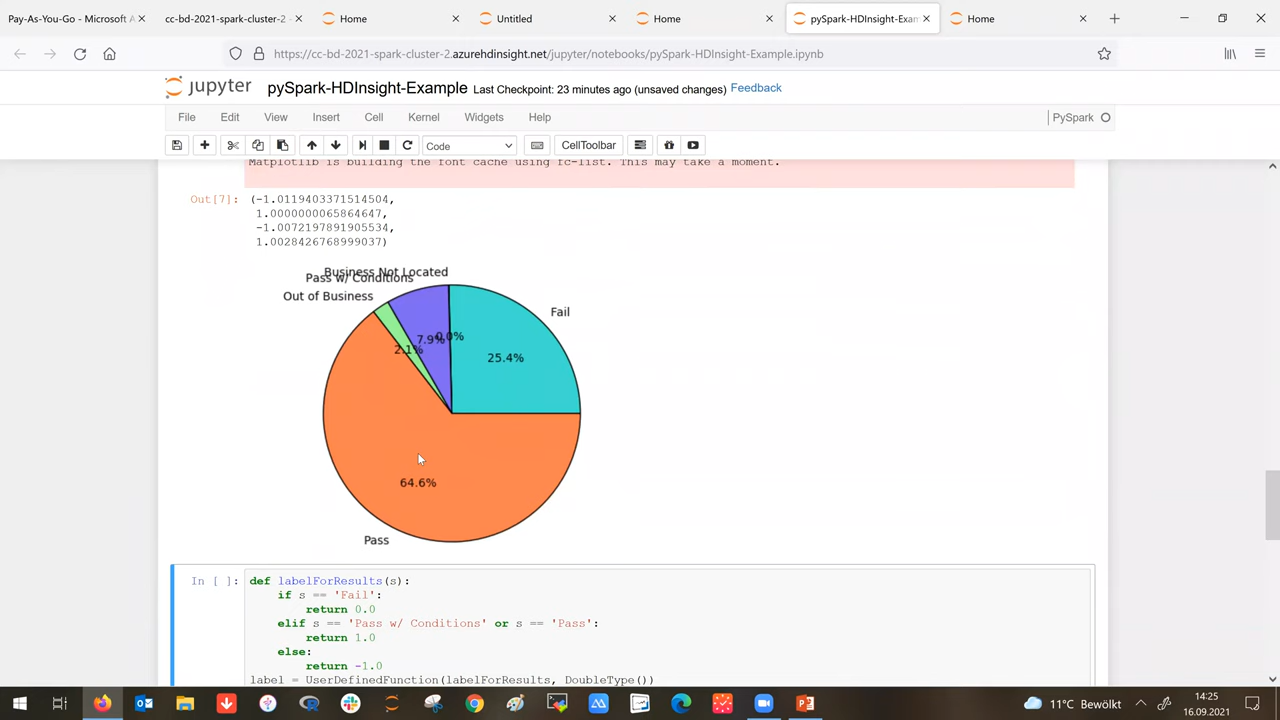 Pay-As-You-Go - Microsoft A
cc-bd-2021-spark-cluster-2 -
Home
Untitled
Home
pySpark-HDInsight-Exam
Home
https://cc-bd-2021-spark-cluster-2.azurehdinsight.net/jupyter/notebooks/pySpark-HDInsight-Example.ipynb
jupyter pySpark-HDInsight-Example Last Checkpoint: 23 minutes ago (unsaved changes) Feedback
File Edit View Insert Cell Kernel Widgets Help PySpark
Code CellToolbar
Matplotlib is building the font cache using fc-list. This may take a moment.
Out[7]: (-1.0119403371514504,
1.0000000065864647,
-1.0072197891905534,
1.0028426768999037)
Business Not Located
Pass w/ Conditions
Out of Business
Fail
0.0%
7.9%
2.1%
25.4%
64.6%
Pass
In [ ]: def labelForResults(s):
if s == 'Fail':
return 0.0
elif s == 'Pass w/ Conditions' or s == 'Pass':
return 1.0
else:
return -1.0
label = UserDefinedFunction(labelForResults, DoubleType())
11°C Bewölkt
14:25
16.09.2021